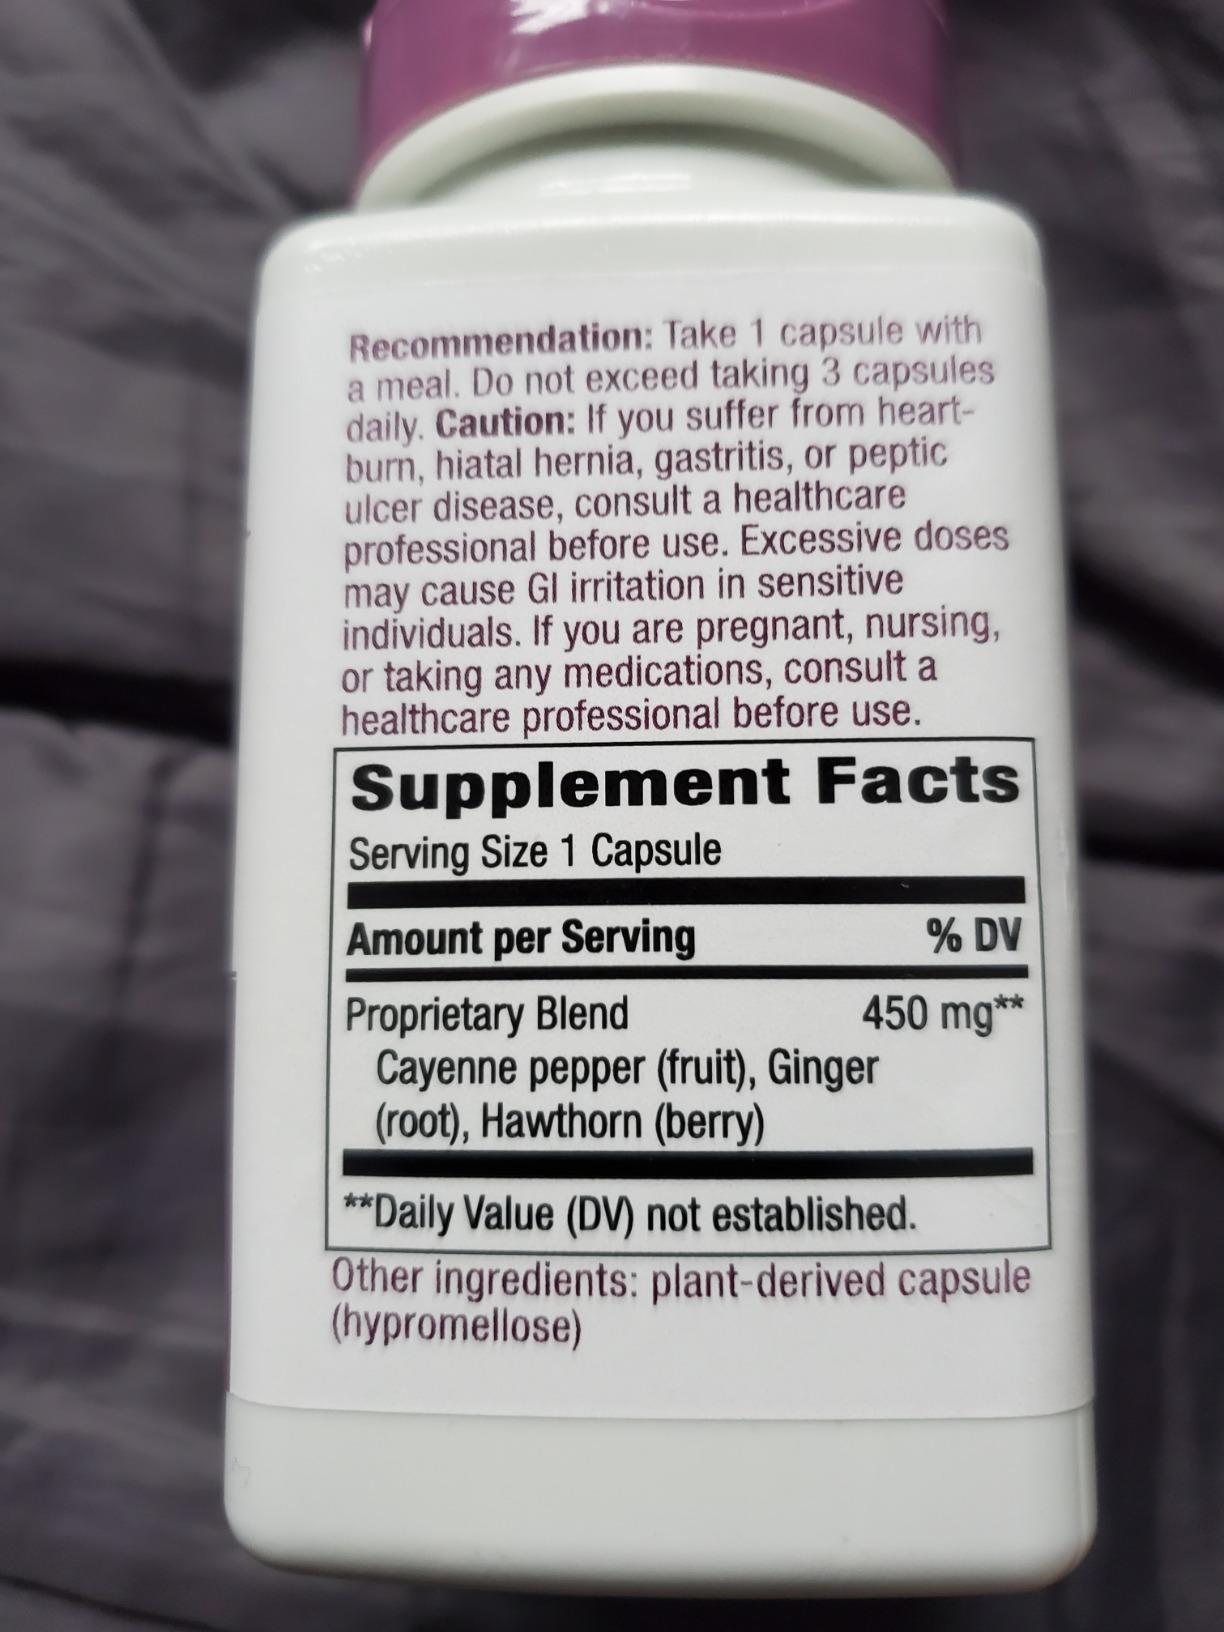 Recommendation: Take 1 capsule with
a meal. Do not exceed taking 3 capsules
daily. Caution: If you suffer from heart-
burn, hiatal hernia, gastritis, or peptic
ulcer disease, consult a healthcare
professional before use. Excessive doses
may cause GI irritation in sensitive
individuals. If you are pregnant, nursing,
or taking any medications, consult a
healthcare professional before use.
Supplement Facts
Serving Size 1 Capsule
Amount per Serving % DV
Proprietary Blend 450 mg**
Cayenne pepper (fruit), Ginger
(root), Hawthorn (berry)
**Daily Value (DV) not established.
Other ingredients: plant-derived capsule
(hypromellose)